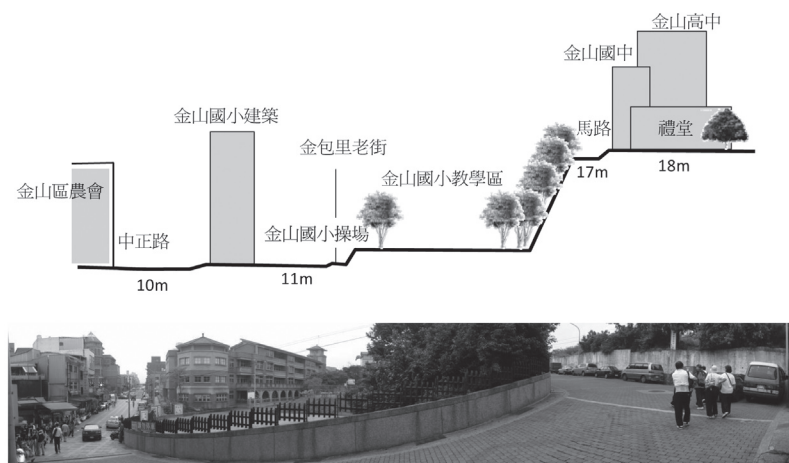 金山高中
金山國中
金山國小建築
馬路
禮堂
金包里老街
17m
18m
金山區農會
金山國小教學區
中正路
金山國小操場
10m
11m